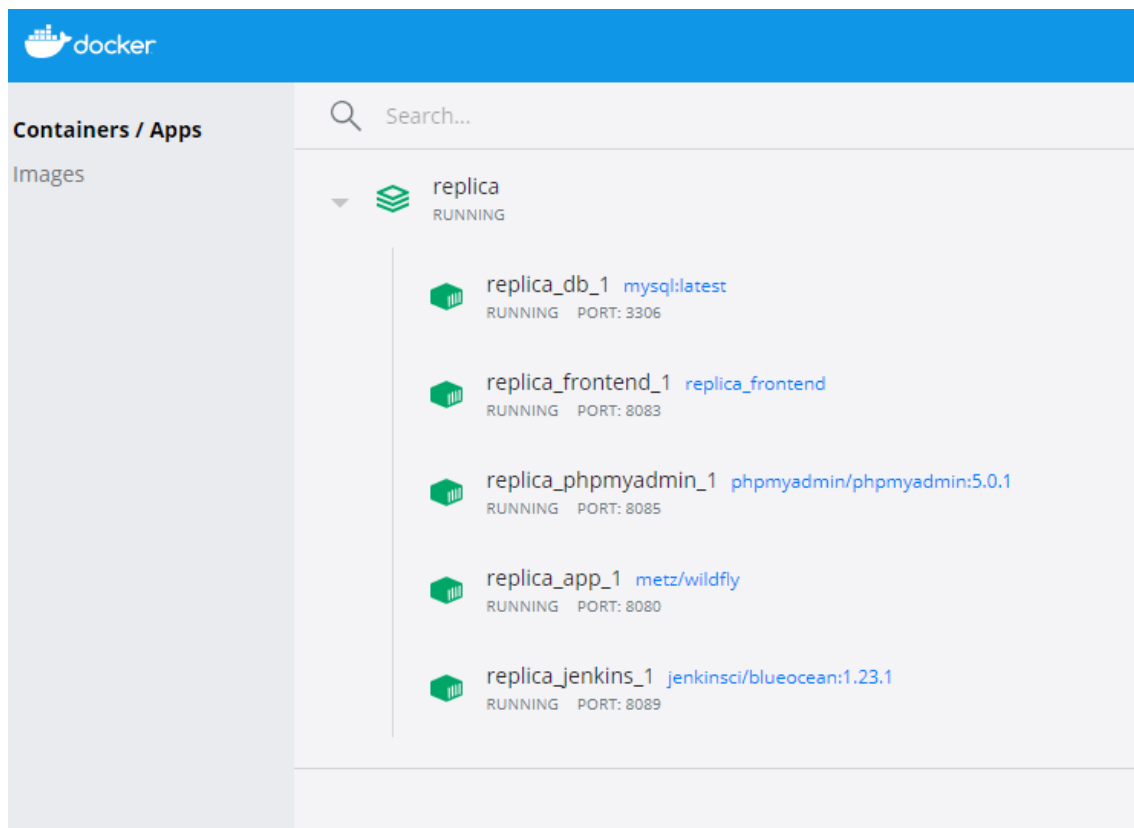 docker
Containers / Apps
Images
Search...
replica
RUNNING
replica_db_1 mysql:latest
RUNNING PORT: 3306
replica_frontend_1 replica_frontend
RUNNING PORT: 8083
replica_phpmyadmin_1 phpmyadmin/phpmyadmin:5.0.1
RUNNING PORT: 8085
replica_app_1 metz/wildfly
RUNNING PORT: 8080
replica_jenkins_1 jenkinsci/blueocean:1.23.1
RUNNING PORT: 8089